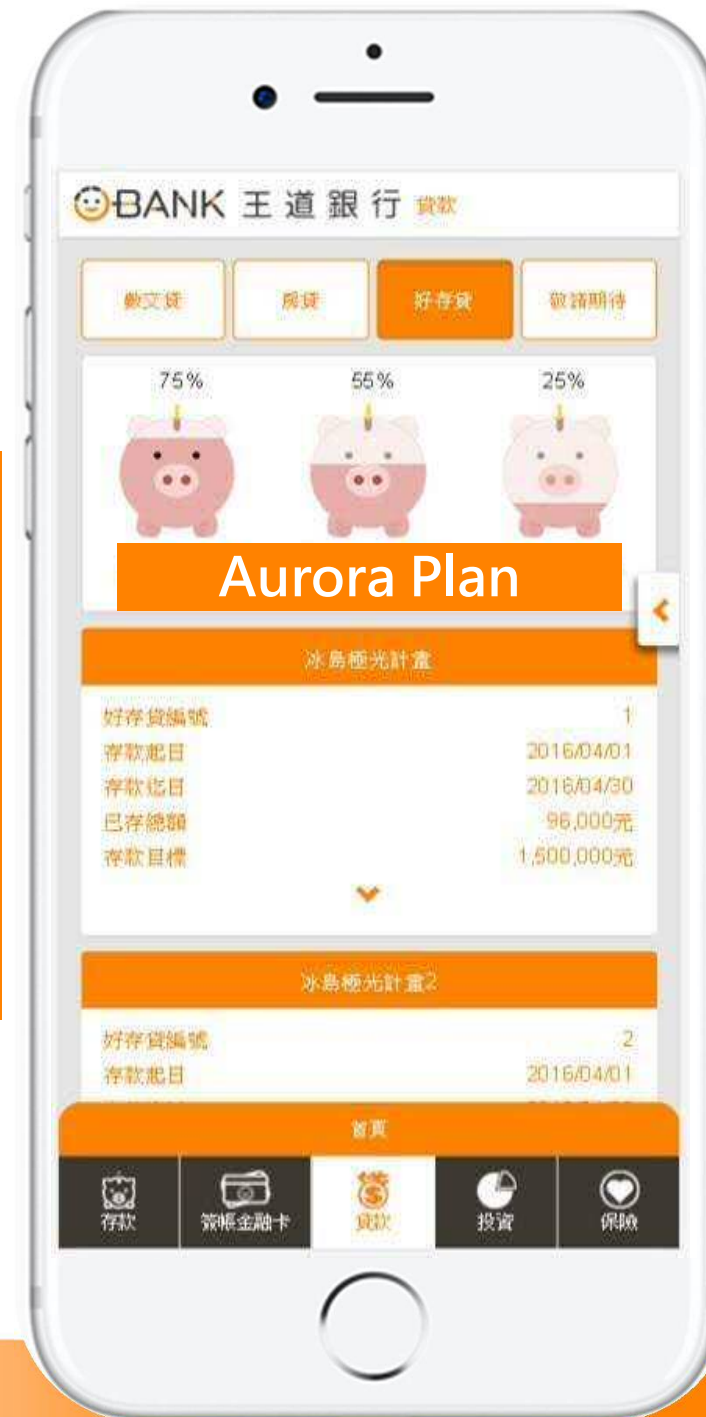 BANK 王道銀行 貸款
數文貸 房貸 好存貸 敬請期待
75% 55% 25%
Aurora Plan
冰島極光計畫
好存貸編號 1
存款起日 2016/04/01
存款迄日 2016/04/30
已存總額 96,000元
存款目標 1,500,000元
冰島極光計畫2
好存貸編號 2
存款起日 2016/04/01
首頁
存款 簽帳金融卡 貸款 投資 保險